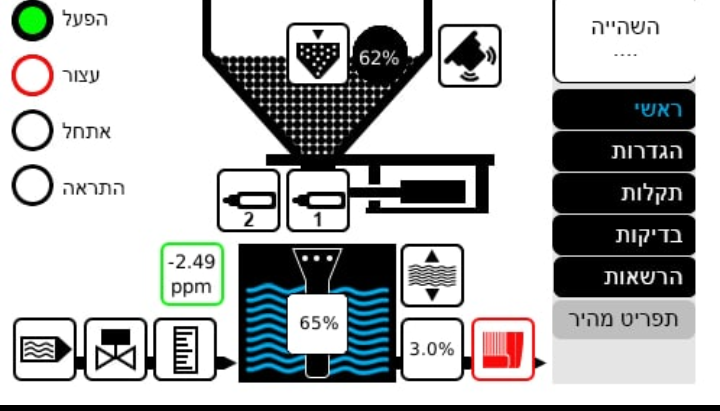 הפעל
עצור
אתחל
התראה
62%
2
1
-2.49
ppm
65%
3.0%
השהייה
----
ראשי
הגדרות
תקלות
בדיקות
הרשאות
תפריט מהיר